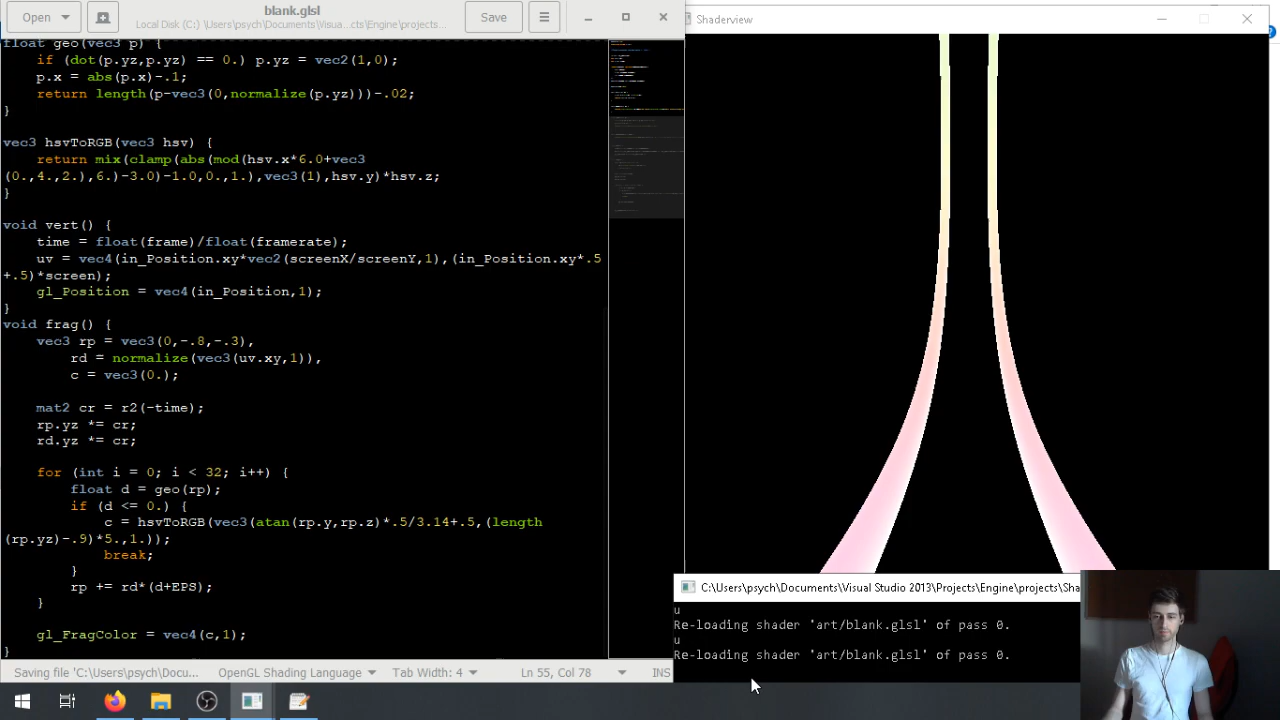 Open
blank.glsl
Local Disk (C:) \Users\psych\Documents\Visua...cts\Engine\projects...
Save
Shaderview
float geo(vec3 p) {
if (dot(p.yz,p.yz) == 0.) p.yz = vec2(1,0);
p.x = abs(p.x)-.1;
return length(p-vec3(0,normalize(p.yz)))-.02;
}
vec3 hsvToRGB(vec3 hsv) {
return mix(clamp(abs(mod(hsv.x*6.0+vec3
(0.,4.,2.),6.)-3.0)-1.0,0.,1.),vec3(1),hsv.y)*hsv.z;
}
void vert() {
time = float(frame)/float(framerate);
uv = vec4(in_Position.xy*vec2(screenX/screenY,1),(in_Position.xy*.5
+.5)*screen);
gl_Position = vec4(in_Position,1);
}
void frag() {
vec3 rp = vec3(0,-.8,-.3),
rd = normalize(vec3(uv.xy,1)),
c = vec3(0.);
mat2 cr = r2(-time);
rp.yz *= cr;
rd.yz *= cr;
for (int i = 0; i < 32; i++) {
float d = geo(rp);
if (d <= 0.) {
c = hsvToRGB(vec3(atan(rp.y,rp.z)*.5/3.14+.5,(length
(rp.yz)-.9)*5.,1.));
break;
}
rp += rd*(d+EPS);
}
gl_FragColor = vec4(c,1);
}
Saving file 'C:\Users\psych\Docu...
OpenGL Shading Language
Tab Width: 4
Ln 55, Col 78
INS
C:\Users\psych\Documents\Visual Studio 2013\Projects\Engine\projects\Sha
u
Re-loading shader 'art/blank.glsl' of pass 0.
u
Re-loading shader 'art/blank.glsl' of pass 0.